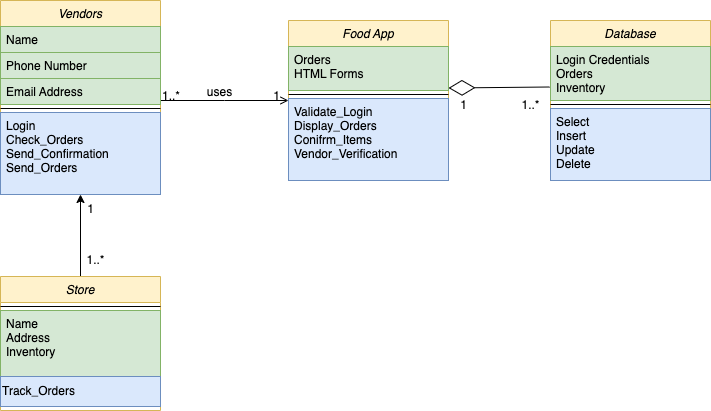 Vendors
Name
Phone Number
Email Address
Login
Check_Orders
Send_Confirmation
Send_Orders
1..*
uses
1
Food App
Orders
HTML Forms
Validate_Login
Display_Orders
Conifrm_Items
Vendor_Verification
1
1..*
Database
Login Credentials
Orders
Inventory
Select
Insert
Update
Delete
1
1..*
Store
Name
Address
Inventory
Track_Orders